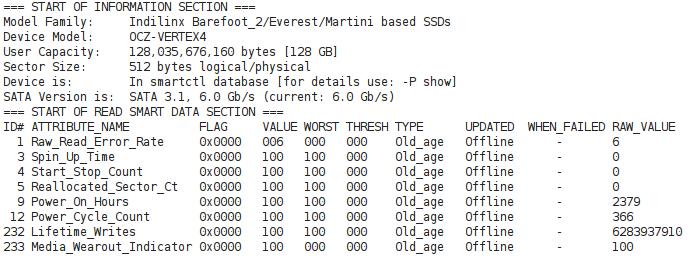 === START OF INFORMATION SECTION ===
Model Family:     Indilinx Barefoot_2/Everest/Martini based SSDs
Device Model:     OCZ-VERTEX4
User Capacity:    128,035,676,160 bytes [128 GB]
Sector Size:      512 bytes logical/physical
Device is:        In smartctl database [for details use: -P show]
SATA Version is:  SATA 3.1, 6.0 Gb/s (current: 6.0 Gb/s)
=== START OF READ SMART DATA SECTION ===
ID# ATTRIBUTE_NAME          FLAG     VALUE WORST THRESH TYPE      UPDATED  WHEN_FAILED RAW_VALUE
  1 Raw_Read_Error_Rate     0x0000   006   000   000    Old_age   Offline      -       6
  3 Spin_Up_Time            0x0000   100   100   000    Old_age   Offline      -       0
  4 Start_Stop_Count        0x0000   100   100   000    Old_age   Offline      -       0
  5 Reallocated_Sector_Ct   0x0000   100   100   000    Old_age   Offline      -       0
  9 Power_On_Hours          0x0000   100   100   000    Old_age   Offline      -       2379
 12 Power_Cycle_Count       0x0000   100   100   000    Old_age   Offline      -       366
232 Lifetime_Writes         0x0000   100   100   000    Old_age   Offline      -       6283937910
233 Media_Wearout_Indicator 0x0000   100   000   000    Old_age   Offline      -       100